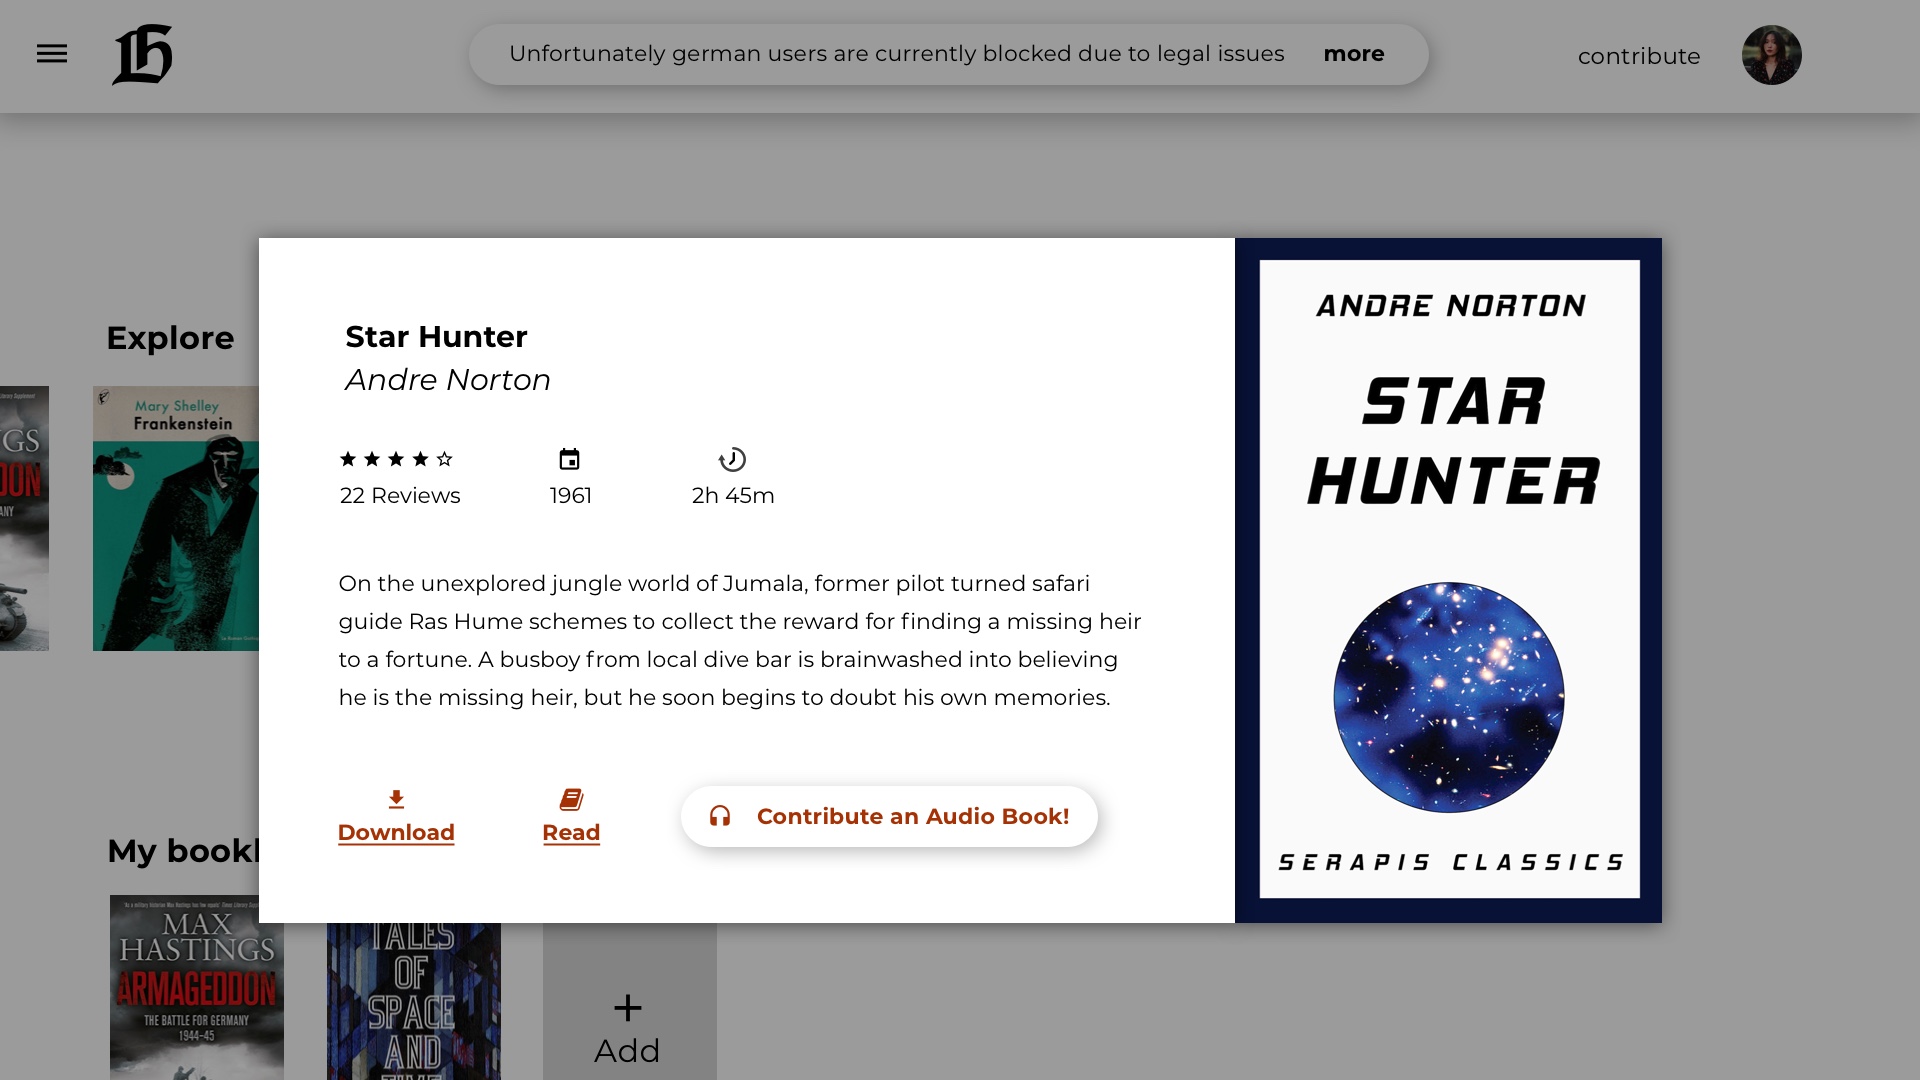 Unfortunately german users are currently blocked due to legal issues more
contribute
Explore
GS
DON
ANY
Mary Shelley
Frankenstein
Star Hunter
Andre Norton
22 Reviews
1961
2h 45m
On the unexplored jungle world of Jumala, former pilot turned safari
guide Ras Hume schemes to collect the reward for finding a missing heir
to a fortune. A busboy from local dive bar is brainwashed into believing
he is the missing heir, but he soon begins to doubt his own memories.
Download
Read
Contribute an Audio Book!
ANDRE NORTON
STAR
HUNTER
SERAPIS CLASSICS
My book
MAX
HASTINGS
ARMAGEDDON
THE BATTLE FOR GERMANY
1944–45
TALES
OF
SPACE
AND
TIME
Add